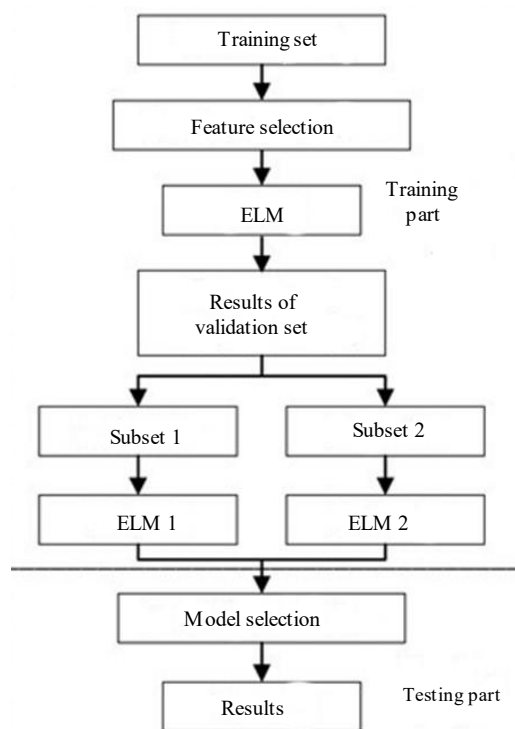 Training set
Feature selection
Training
part
ELM
Results of
validation set
Subset 1
Subset 2
ELM 1
ELM 2
Model selection
Testing part
Results